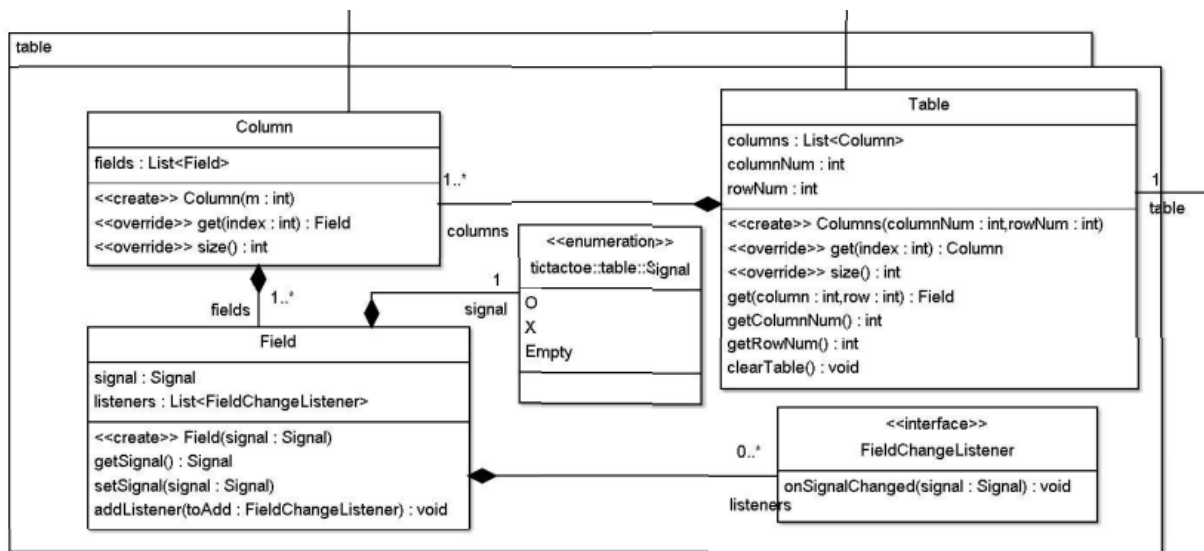 table
Column
fields : List<Field>
<<create>> Column(m : int)
<<override>> get(index : int) : Field
<<override>> size() : int
1..*
columns
Table
columns : List<Column>
columnNum : int
rowNum : int
<<create>> Columns(columnNum : int,rowNum : int)
<<override>> get(index : int) : Column
<<override>> size() : int
get(column : int,row : int) : Field
getColumnNum() : int
getRowNum() : int
clearTable() : void
1
table
<<enumeration>>
tictactoe::table::Signal
O
X
Empty
1
signal
1..*
fields
Field
signal : Signal
listeners : List<FieldChangeListener>
<<create>> Field(signal : Signal)
getSignal() : Signal
setSignal(signal : Signal)
addListener(toAdd : FieldChangeListener) : void
0..*
listeners
<<interface>>
FieldChangeListener
onSignalChanged(signal : Signal) : void